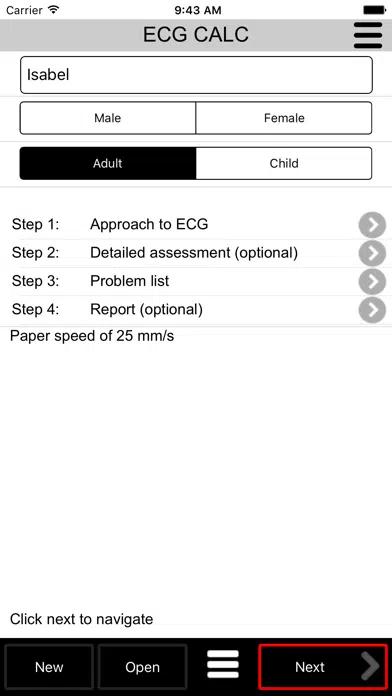 Carrier 9:43 AM
ECG CALC
Isabel
Male Female
Adult Child
Step 1: Approach to ECG
Step 2: Detailed assessment (optional)
Step 3: Problem list
Step 4: Report (optional)
Paper speed of 25 mm/s
Click next to navigate
New Open Next